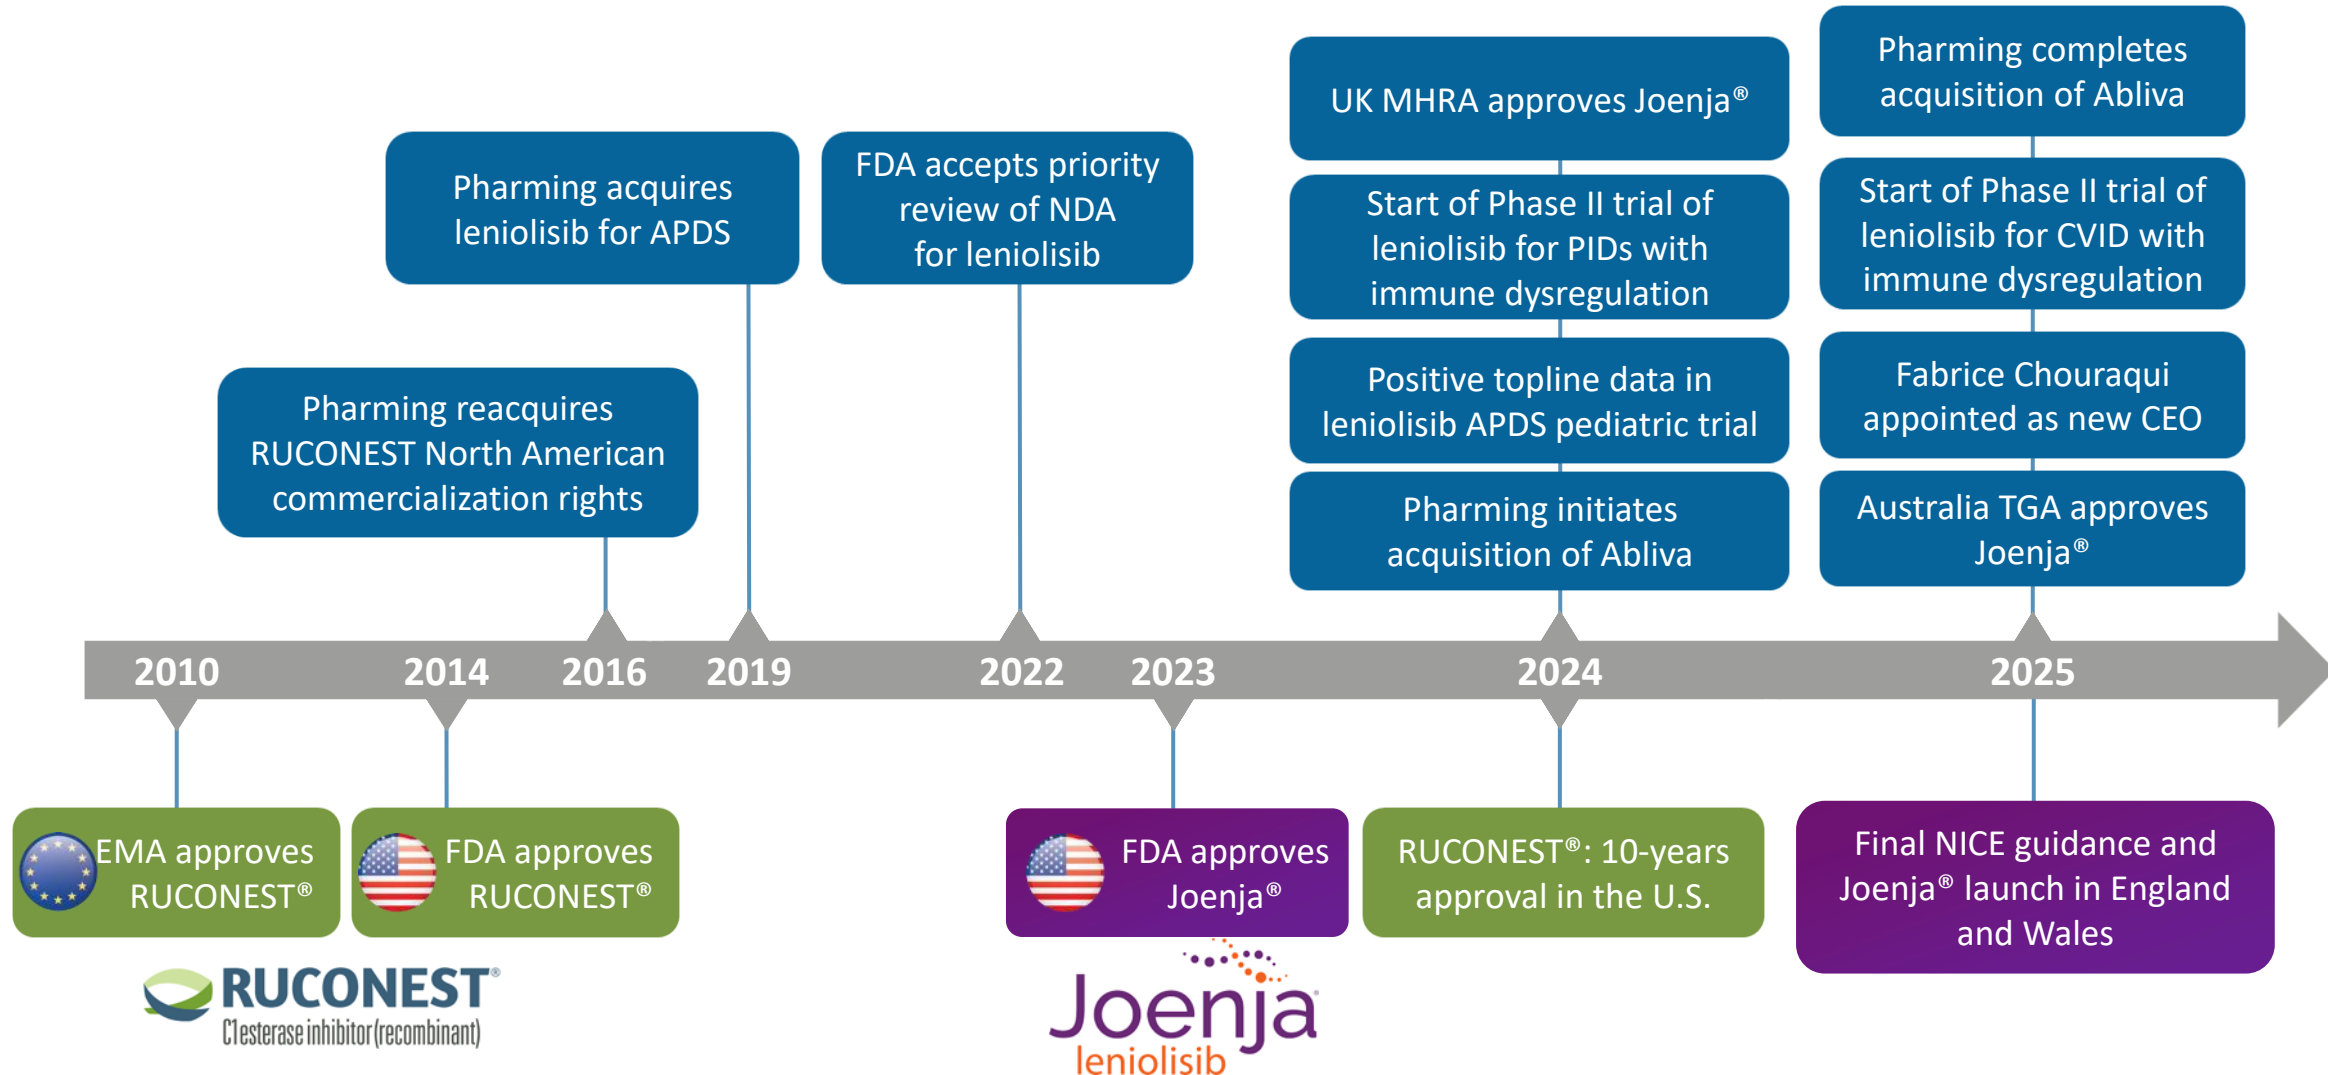 Pharming acquires
leniolisib for APDS
FDA accepts priority
review of NDA
for leniolisib
Pharming reacquires
RUCONEST North American
commercialization rights
UK MHRA approves Joenja®
Start of Phase II trial of
leniolisib for PIDs with
immune dysregulation
Positive topline data in
leniolisib APDS pediatric trial
Pharming initiates
acquisition of Abliva
Pharming completes
acquisition of Abliva
Start of Phase II trial of
leniolisib for CVID with
immune dysregulation
Fabrice Chouraqui
appointed as new CEO
Australia TGA approves
Joenja®
2010
2014
2016
2019
2022
2023
2024
2025
EMA approves
RUCONEST®
FDA approves
RUCONEST®
FDA approves
Joenja®
RUCONEST®: 10-years
approval in the U.S.
Final NICE guidance and
Joenja® launch in England
and Wales
RUCONEST®
C1 esterase inhibitor (recombinant)
Joenja
leniolisib